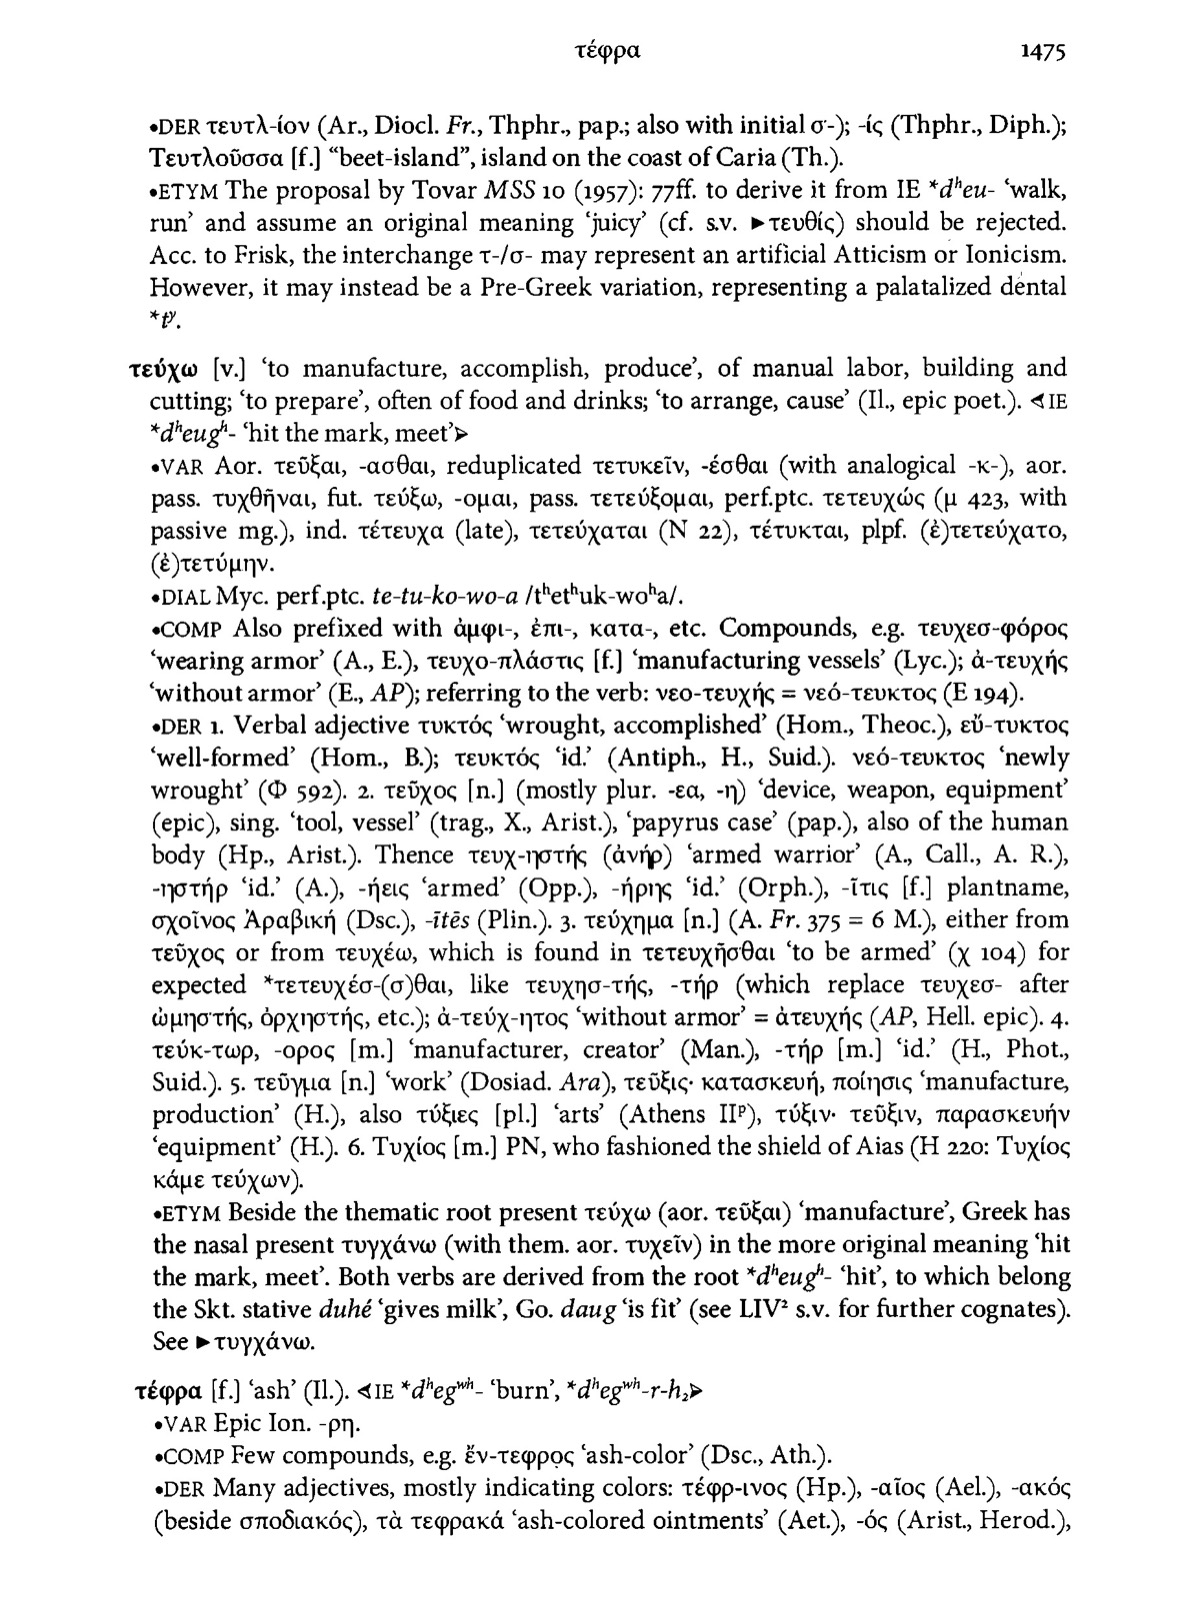 τέφρα 1475
•DER τευτλ-ίον (Ar., Diocl. Fr., Thphr., pap.; also with initial σ-); -ίς (Thphr., Diph.);
Τευτλοῦσσα [f.] “beet-island”, island on the coast of Caria (Th.).
•ETYM The proposal by Tovar MSS 10 (1957): 77ff. to derive it from IE *dʰeu- ‘walk,
run’ and assume an original meaning ‘juicy’ (cf. s.v. ►τευθίς) should be rejected.
Acc. to Frisk, the interchange τ-/σ- may represent an artificial Atticism or Ionicism.
However, it may instead be a Pre-Greek variation, representing a palatalized dental
*tʸ.
τεύχω [v.] ‘to manufacture, accomplish, produce’, of manual labor, building and
cutting; ‘to prepare’, often of food and drinks; ‘to arrange, cause’ (Il., epic poet.). ⊲IE
*dʰeugʰ- ‘hit the mark, meet’⊳
•VAR Aor. τεῦξαι, -ασθαι, reduplicated τετυκεῖν, -έσθαι (with analogical -κ-), aor.
pass. τυχθῆναι, fut. τεύξω, -ομαι, pass. τετεύξομαι, perf.ptc. τετευχώς (μ 423, with
passive mg.), ind. τέτευχα (late), τετεύχαται (N 22), τέτυκται, plpf. (ἐ)τετεύχατο,
(ἐ)τετύμην.
•DIAL Myc. perf.ptc. te-tu-ko-wo-a /tʰetʰuk-woʰa/.
•COMP Also prefixed with ἀμφι-, ἐπι-, κατα-, etc. Compounds, e.g. τευχεσ-φόρος
‘wearing armor’ (A., E.), τευχο-πλάστις [f.] ‘manufacturing vessels’ (Lyc.); ἀ-τευχής
‘without armor’ (E., AP); referring to the verb: νεο-τευχής = νεό-τευκτος (E 194).
•DER 1. Verbal adjective τυκτός ‘wrought, accomplished’ (Hom., Theoc.), εὔ-τυκτος
‘well-formed’ (Hom., B.); τευκτός ‘id.’ (Antiph., H., Suid.). νεό-τευκτος ‘newly
wrought’ (Φ 592). 2. τεῦχος [n.] (mostly plur. -εα, -η) ‘device, weapon, equipment’
(epic), sing. ‘tool, vessel’ (trag., X., Arist.), ‘papyrus case’ (pap.), also of the human
body (Hp., Arist.). Thence τευχ-ηστής (ἀνήρ) ‘armed warrior’ (A., Call., A. R.),
-ηστήρ ‘id.’ (A.), -ήεις ‘armed’ (Opp.), -ήρης ‘id.’ (Orph.), -ῖτις [f.] plantname,
σχοῖνος Ἀραβική (Dsc.), -ītēs (Plin.). 3. τεύχημα [n.] (A. Fr. 375 = 6 M.), either from
τεῦχος or from τευχέω, which is found in τετευχῆσθαι ‘to be armed’ (χ 104) for
expected *τετευχέσ-(σ)θαι, like τευχησ-τής, -τήρ (which replace τευχεσ- after
ὠμηστής, ὀρχηστής, etc.); ἀ-τεύχ-ητος ‘without armor’ = ἀτευχής (AP, Hell. epic). 4.
τεύκ-τωρ, -ορος [m.] ‘manufacturer, creator’ (Man.), -τήρ [m.] ‘id.’ (H., Phot.,
Suid.). 5. τεῦγμα [n.] ‘work’ (Dosiad. Ara), τεῦξις· κατασκευή, ποίησις ‘manufacture,
production’ (H.), also τύξιες [pl.] ‘arts’ (Athens IIᵖ), τύξιν· τεῦξιν, παρασκευήν
‘equipment’ (H.). 6. Τυχίος [m.] PN, who fashioned the shield of Aias (H 220: Τυχίος
κάμε τεύχων).
•ETYM Beside the thematic root present τεύχω (aor. τεῦξαι) ‘manufacture’, Greek has
the nasal present τυγχάνω (with them. aor. τυχεῖν) in the more original meaning ‘hit
the mark, meet’. Both verbs are derived from the root *dʰeugʰ- ‘hit’, to which belong
the Skt. stative duhé ‘gives milk’, Go. daug ‘is fit’ (see LIV² s.v. for further cognates).
See ►τυγχάνω.
τέφρα [f.] ‘ash’ (Il.). ⊲IE *dʰegʷʰ- ‘burn’, *dʰegʷʰ-r-h₂⊳
•VAR Epic Ion. -ρη.
•COMP Few compounds, e.g. ἔν-τεφρος ‘ash-color’ (Dsc., Ath.).
•DER Many adjectives, mostly indicating colors: τέφρ-ινος (Hp.), -αῖος (Ael.), -ακός
(beside σποδιακός), τὰ τεφρακά ‘ash-colored ointments’ (Aet.), -ός (Arist., Herod.),